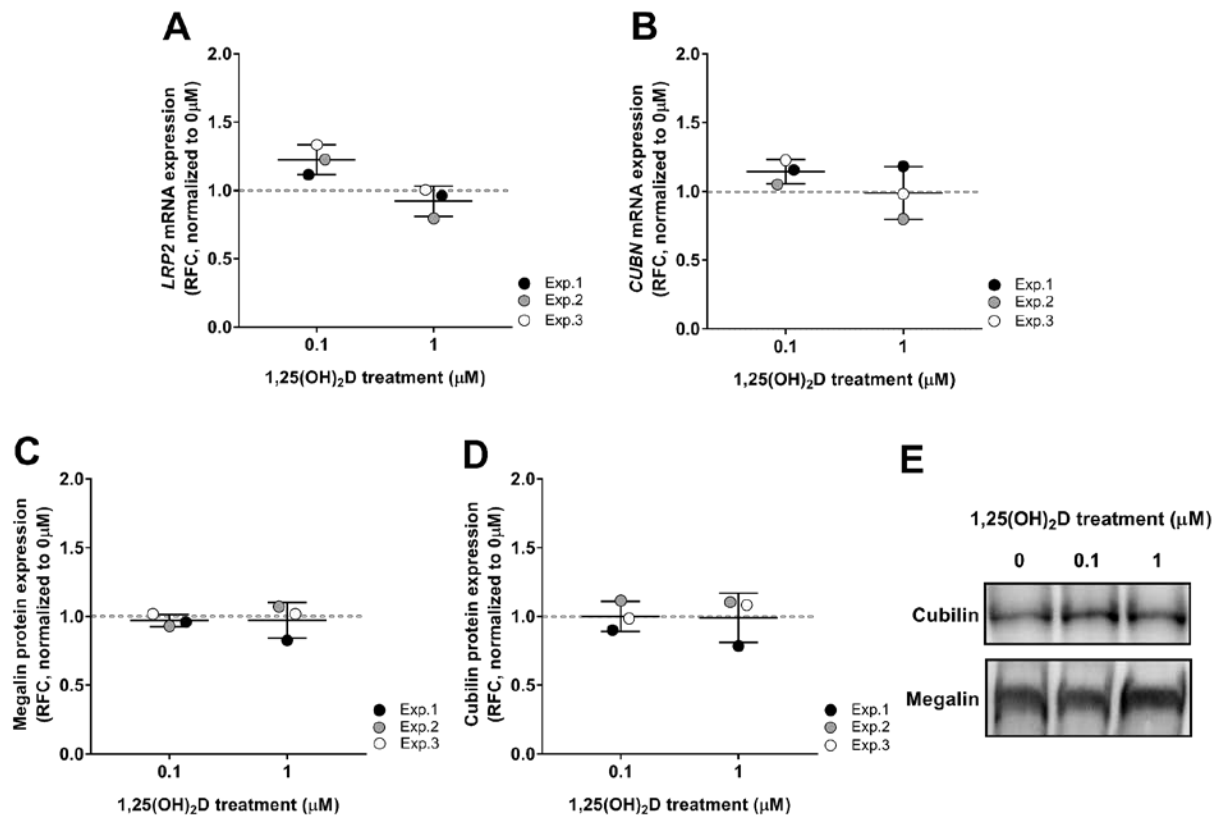 A
LRP2 mRNA expression
(RFC, normalized to 0μM)
2.0
1.5
1.0
0.5
0.0
0.1
1
1,25(OH)₂D treatment (μM)
Exp.1
Exp.2
Exp.3
B
CUBN mRNA expression
(RFC, normalized to 0μM)
2.0
1.5
1.0
0.5
0.0
0.1
1
1,25(OH)₂D treatment (μM)
Exp.1
Exp.2
Exp.3
C
Megalin protein expression
(RFC, normalized to 0μM)
2.0
1.5
1.0
0.5
0.0
0.1
1
1,25(OH)₂D treatment (μM)
Exp.1
Exp.2
Exp.3
D
Cubilin protein expression
(RFC, normalized to 0μM)
2.0
1.5
1.0
0.5
0.0
0.1
1
1,25(OH)₂D treatment (μM)
Exp.1
Exp.2
Exp.3
E
1,25(OH)₂D treatment (μM)
0 0.1 1
Cubilin
Megalin